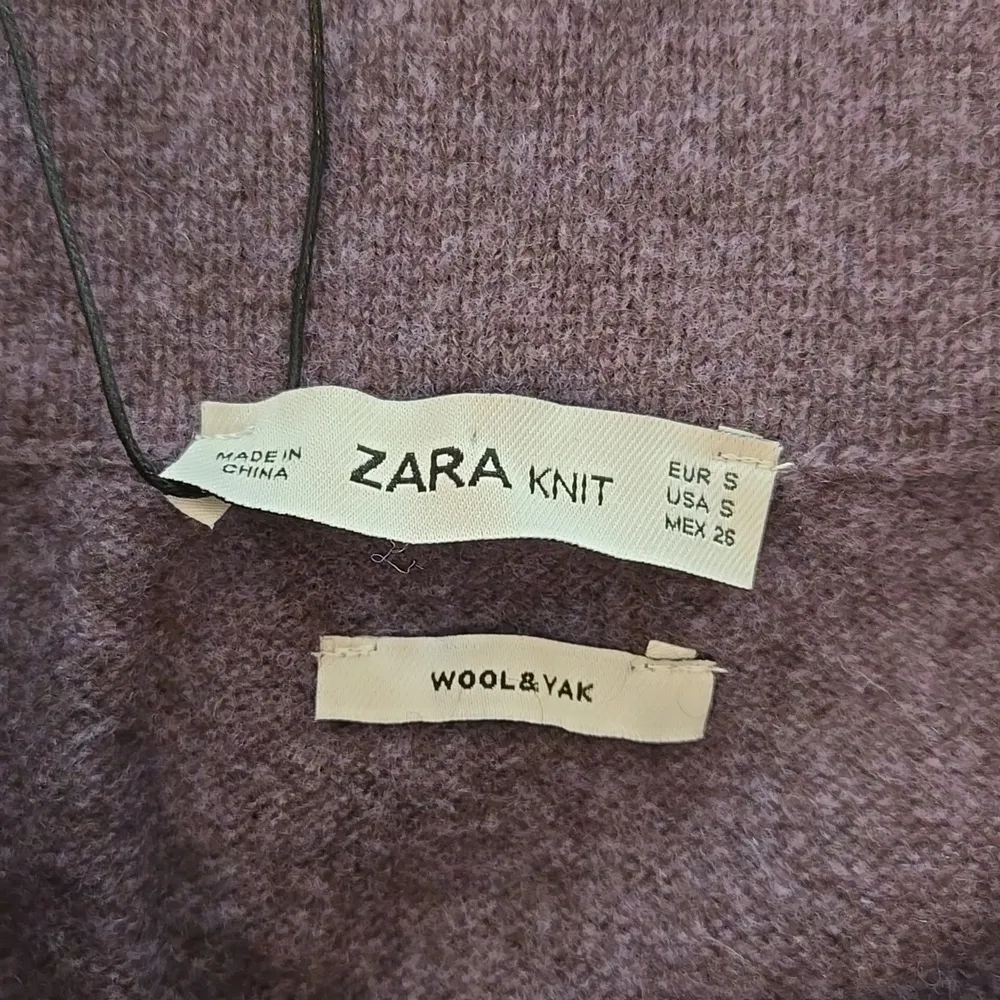 MADE IN
CHINA
ZARA KNIT
EUR S
USA S
MEX 26
WOOL&YAK